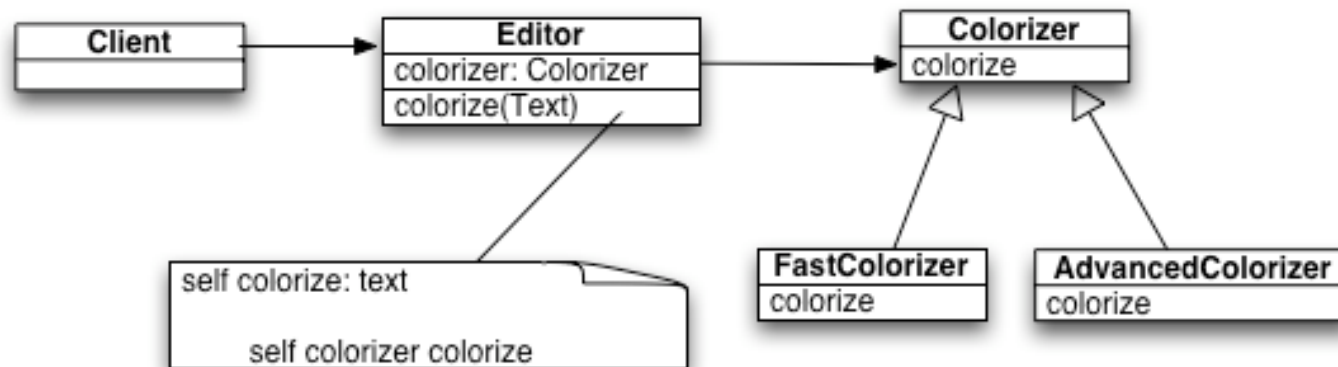 Client
Editor
colorizer: Colorizer
colorize(Text)
Colorizer
colorize
self colorize: text
self colorizer colorize
FastColorizer
colorize
AdvancedColorizer
colorize